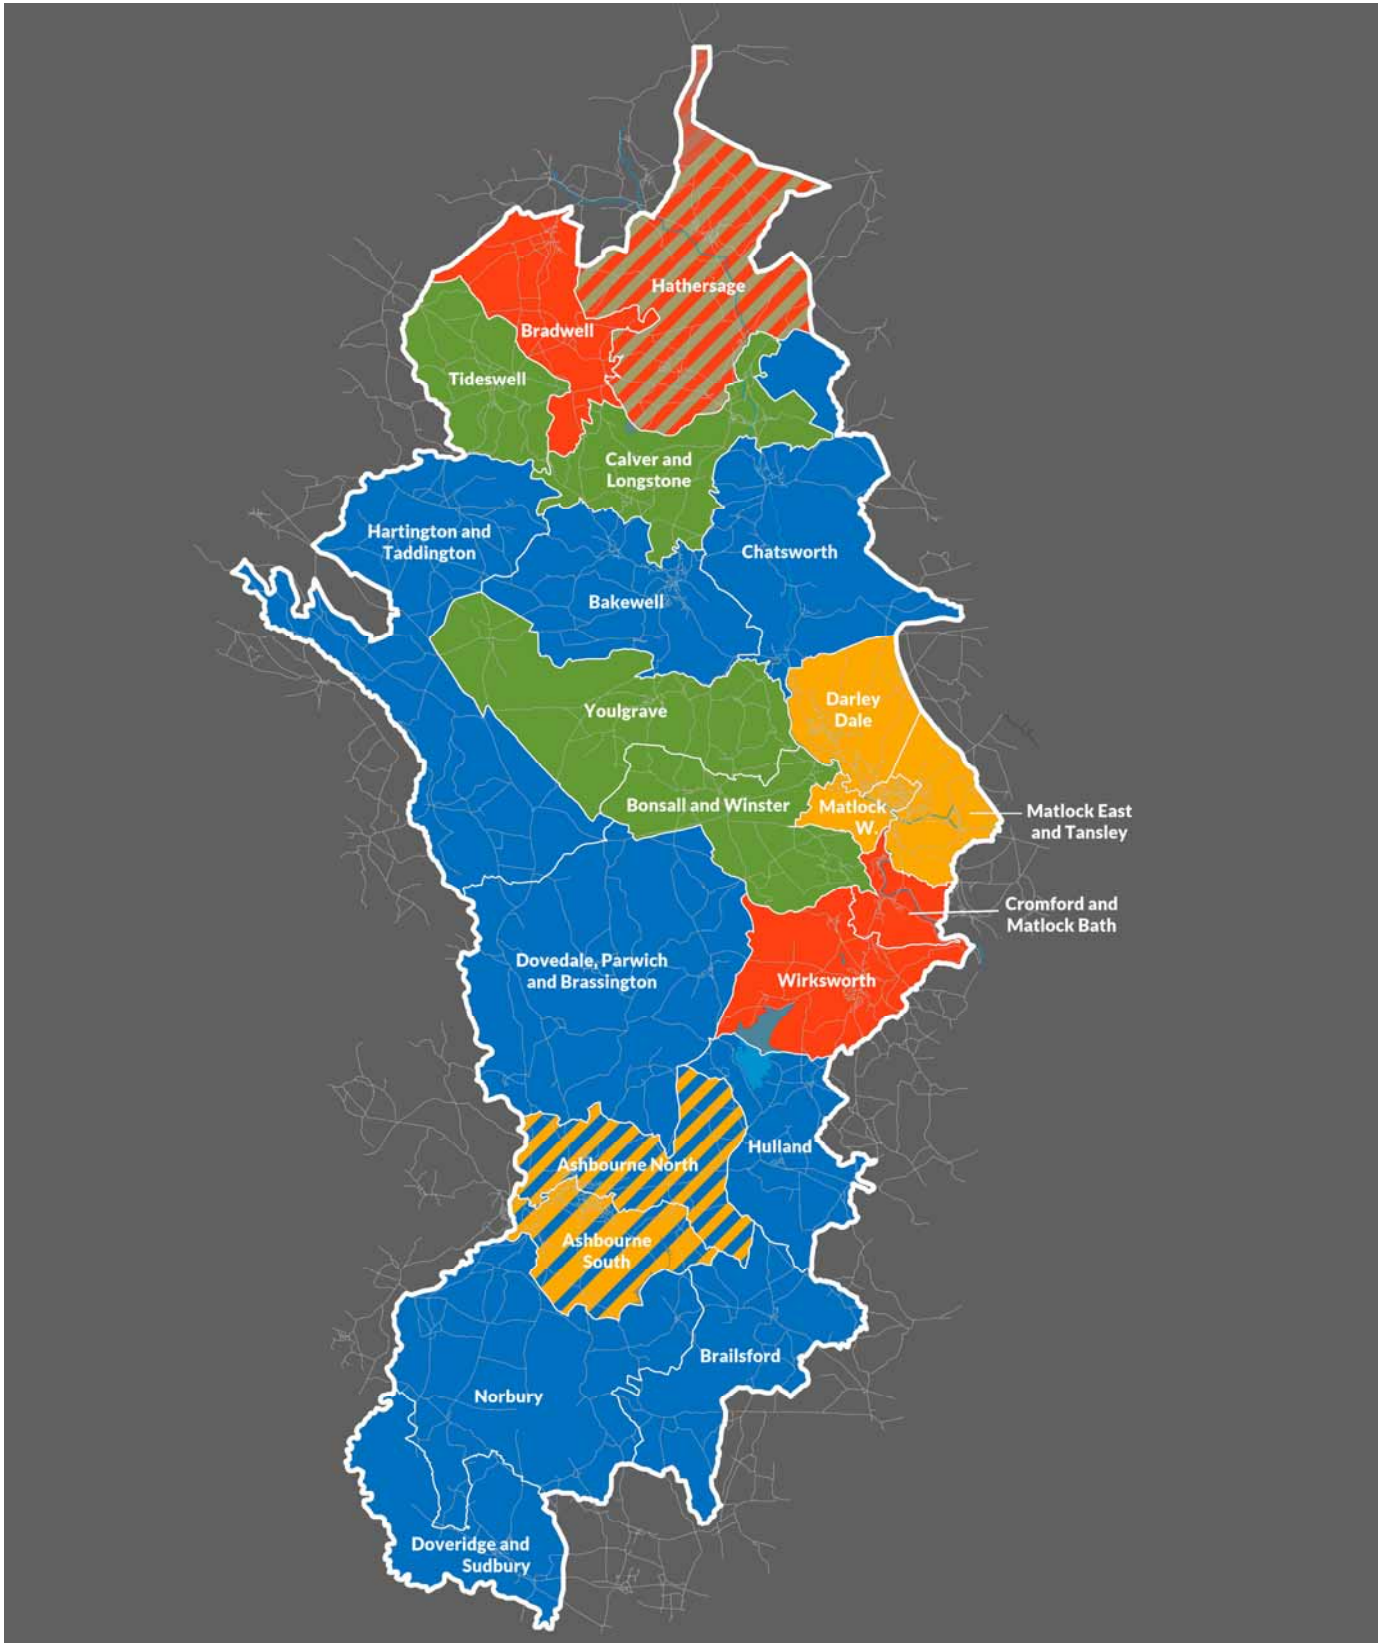 Hathersage
Bradwell
Tideswell
Calver and
Longstone
Hartington and
Taddington
Chatsworth
Bakewell
Darley
Dale
Youlgrave
Bonsall and Winster
Matlock
W.
Matlock East
and Tansley
Cromford and
Matlock Bath
Dovedale, Parwich
and Brassington
Wirksworth
Hulland
Ashbourne North
Ashbourne
South
Brailsford
Norbury
Doveridge and
Sudbury